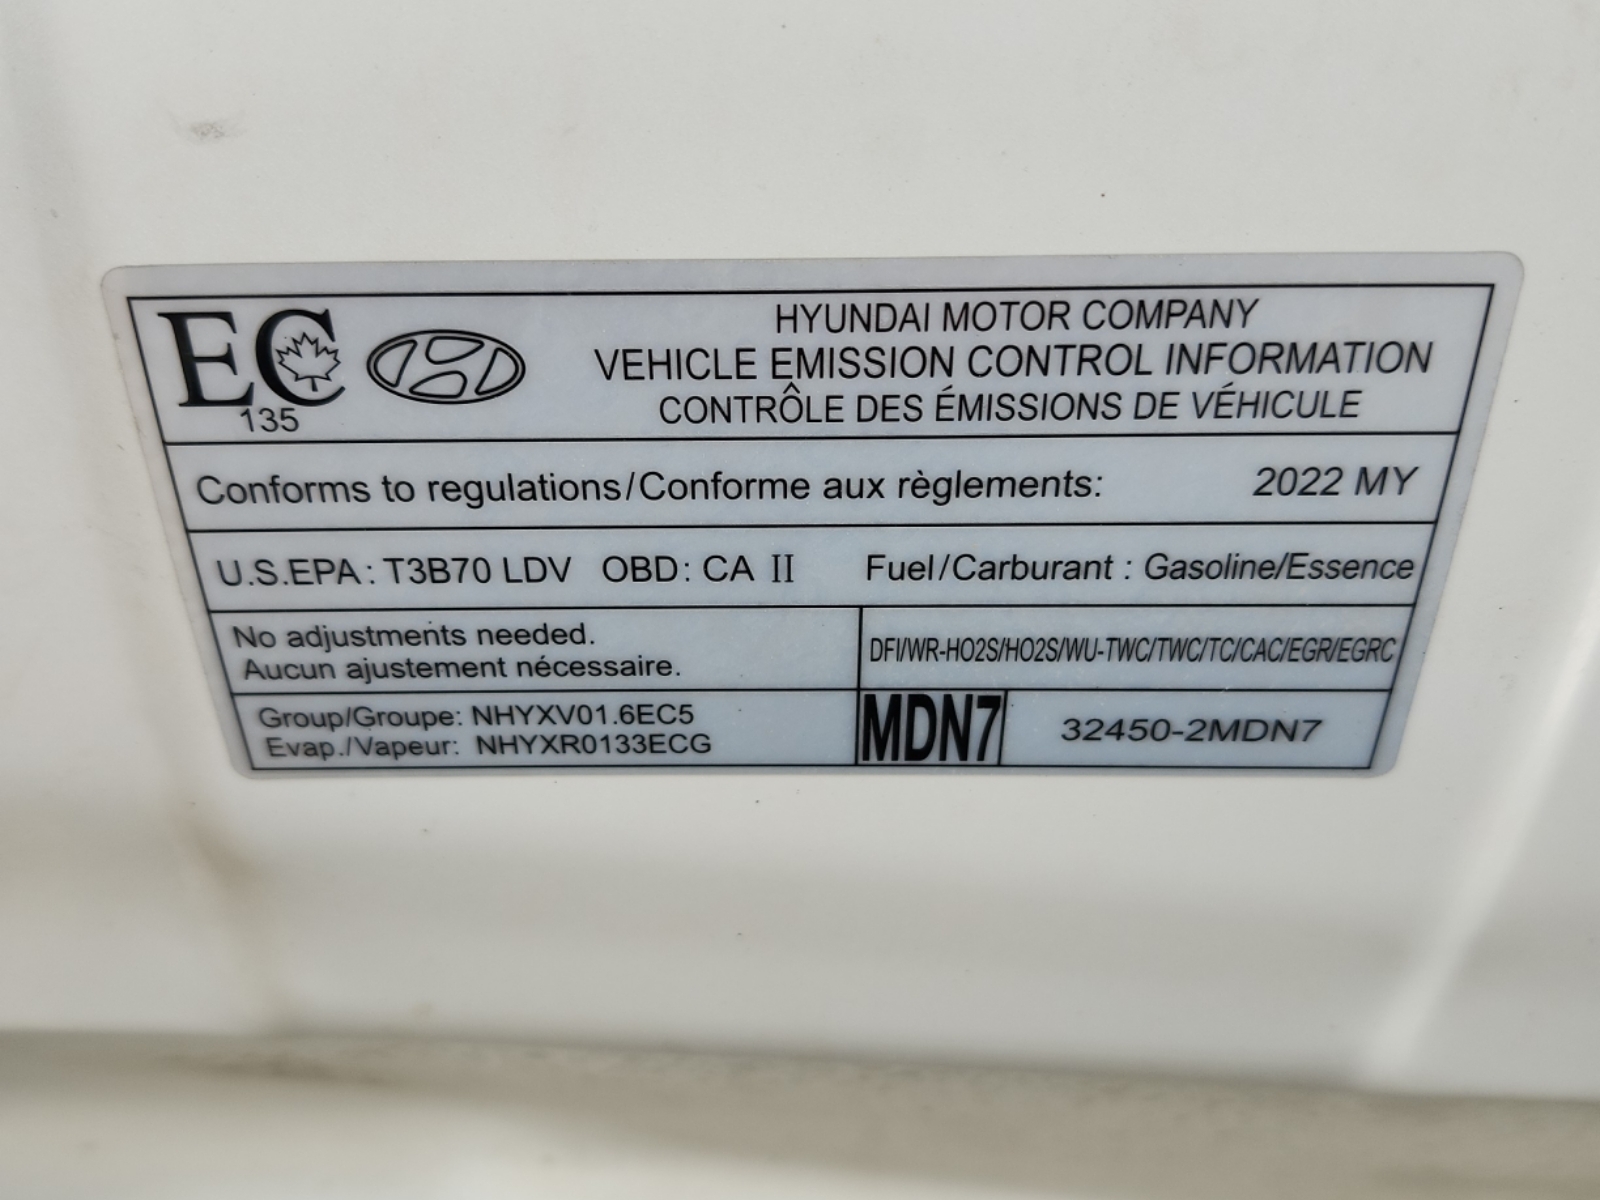 EC
135
HYUNDAI MOTOR COMPANY
VEHICLE EMISSION CONTROL INFORMATION
CONTRÔLE DES ÉMISSIONS DE VÉHICULE
Conforms to regulations/Conforme aux règlements: 2022 MY
U.S.EPA: T3B70 LDV OBD: CA II Fuel/Carburant : Gasoline/Essence
No adjustments needed.
Aucun ajustement nécessaire.
DFI/WR-HO2S/HO2S/WU-TWC/TWC/TC/CAC/EGR/EGRC
Group/Groupe: NHYXV01.6EC5
Evap./Vapeur: NHYXR0133ECG
MDN7
32450-2MDN7